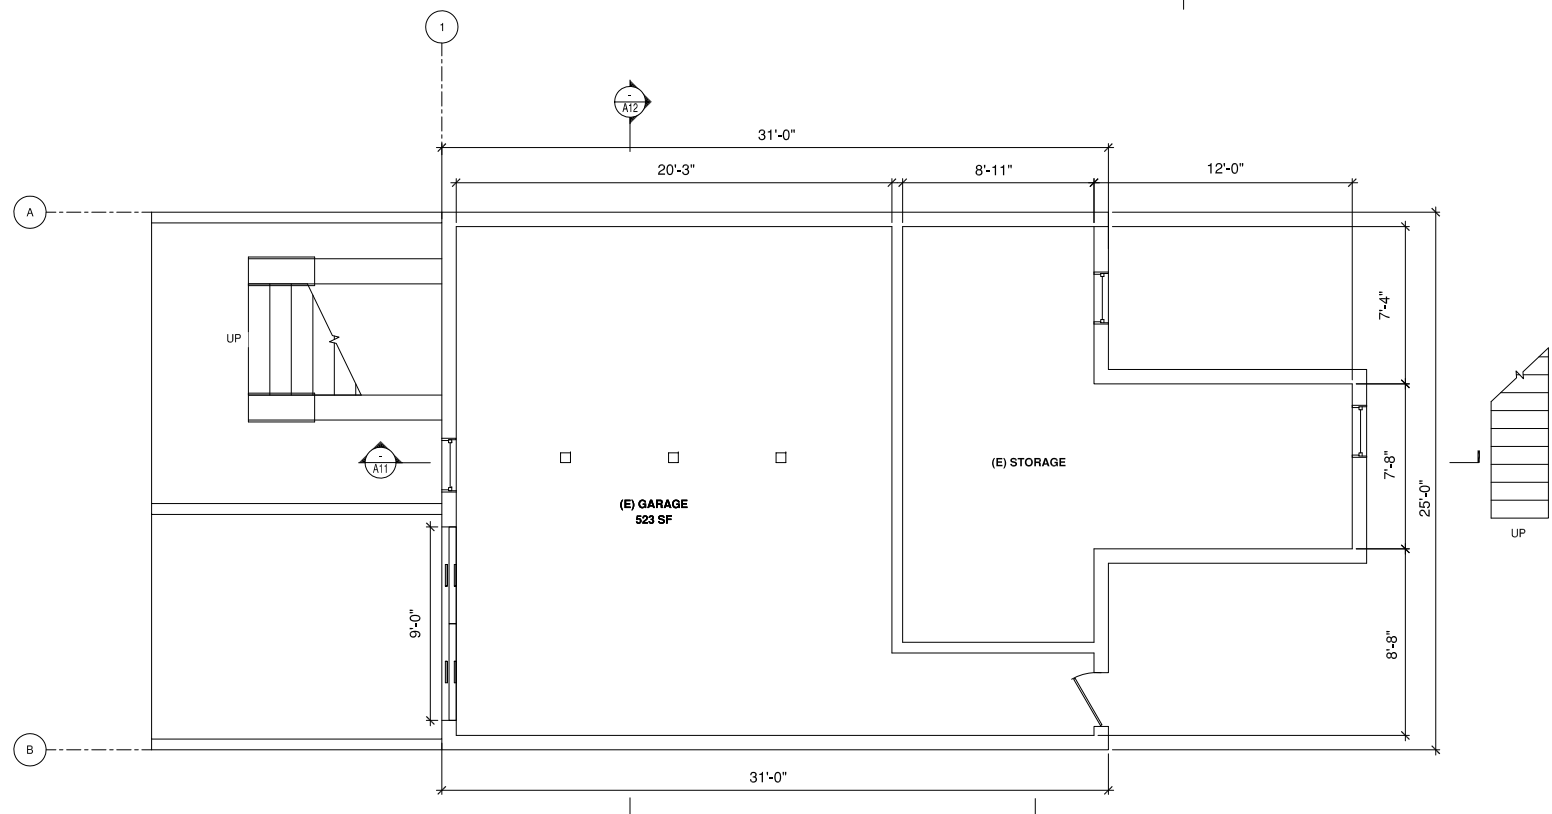 1
-
A12
31'-0"
20'-3"
8'-11"
12'-0"
A
7'-4"
UP
-
A11
(E) STORAGE
7'-8"
25'-0"
(E) GARAGE
523 SF
UP
9'-0"
8'-8"
B
31'-0"